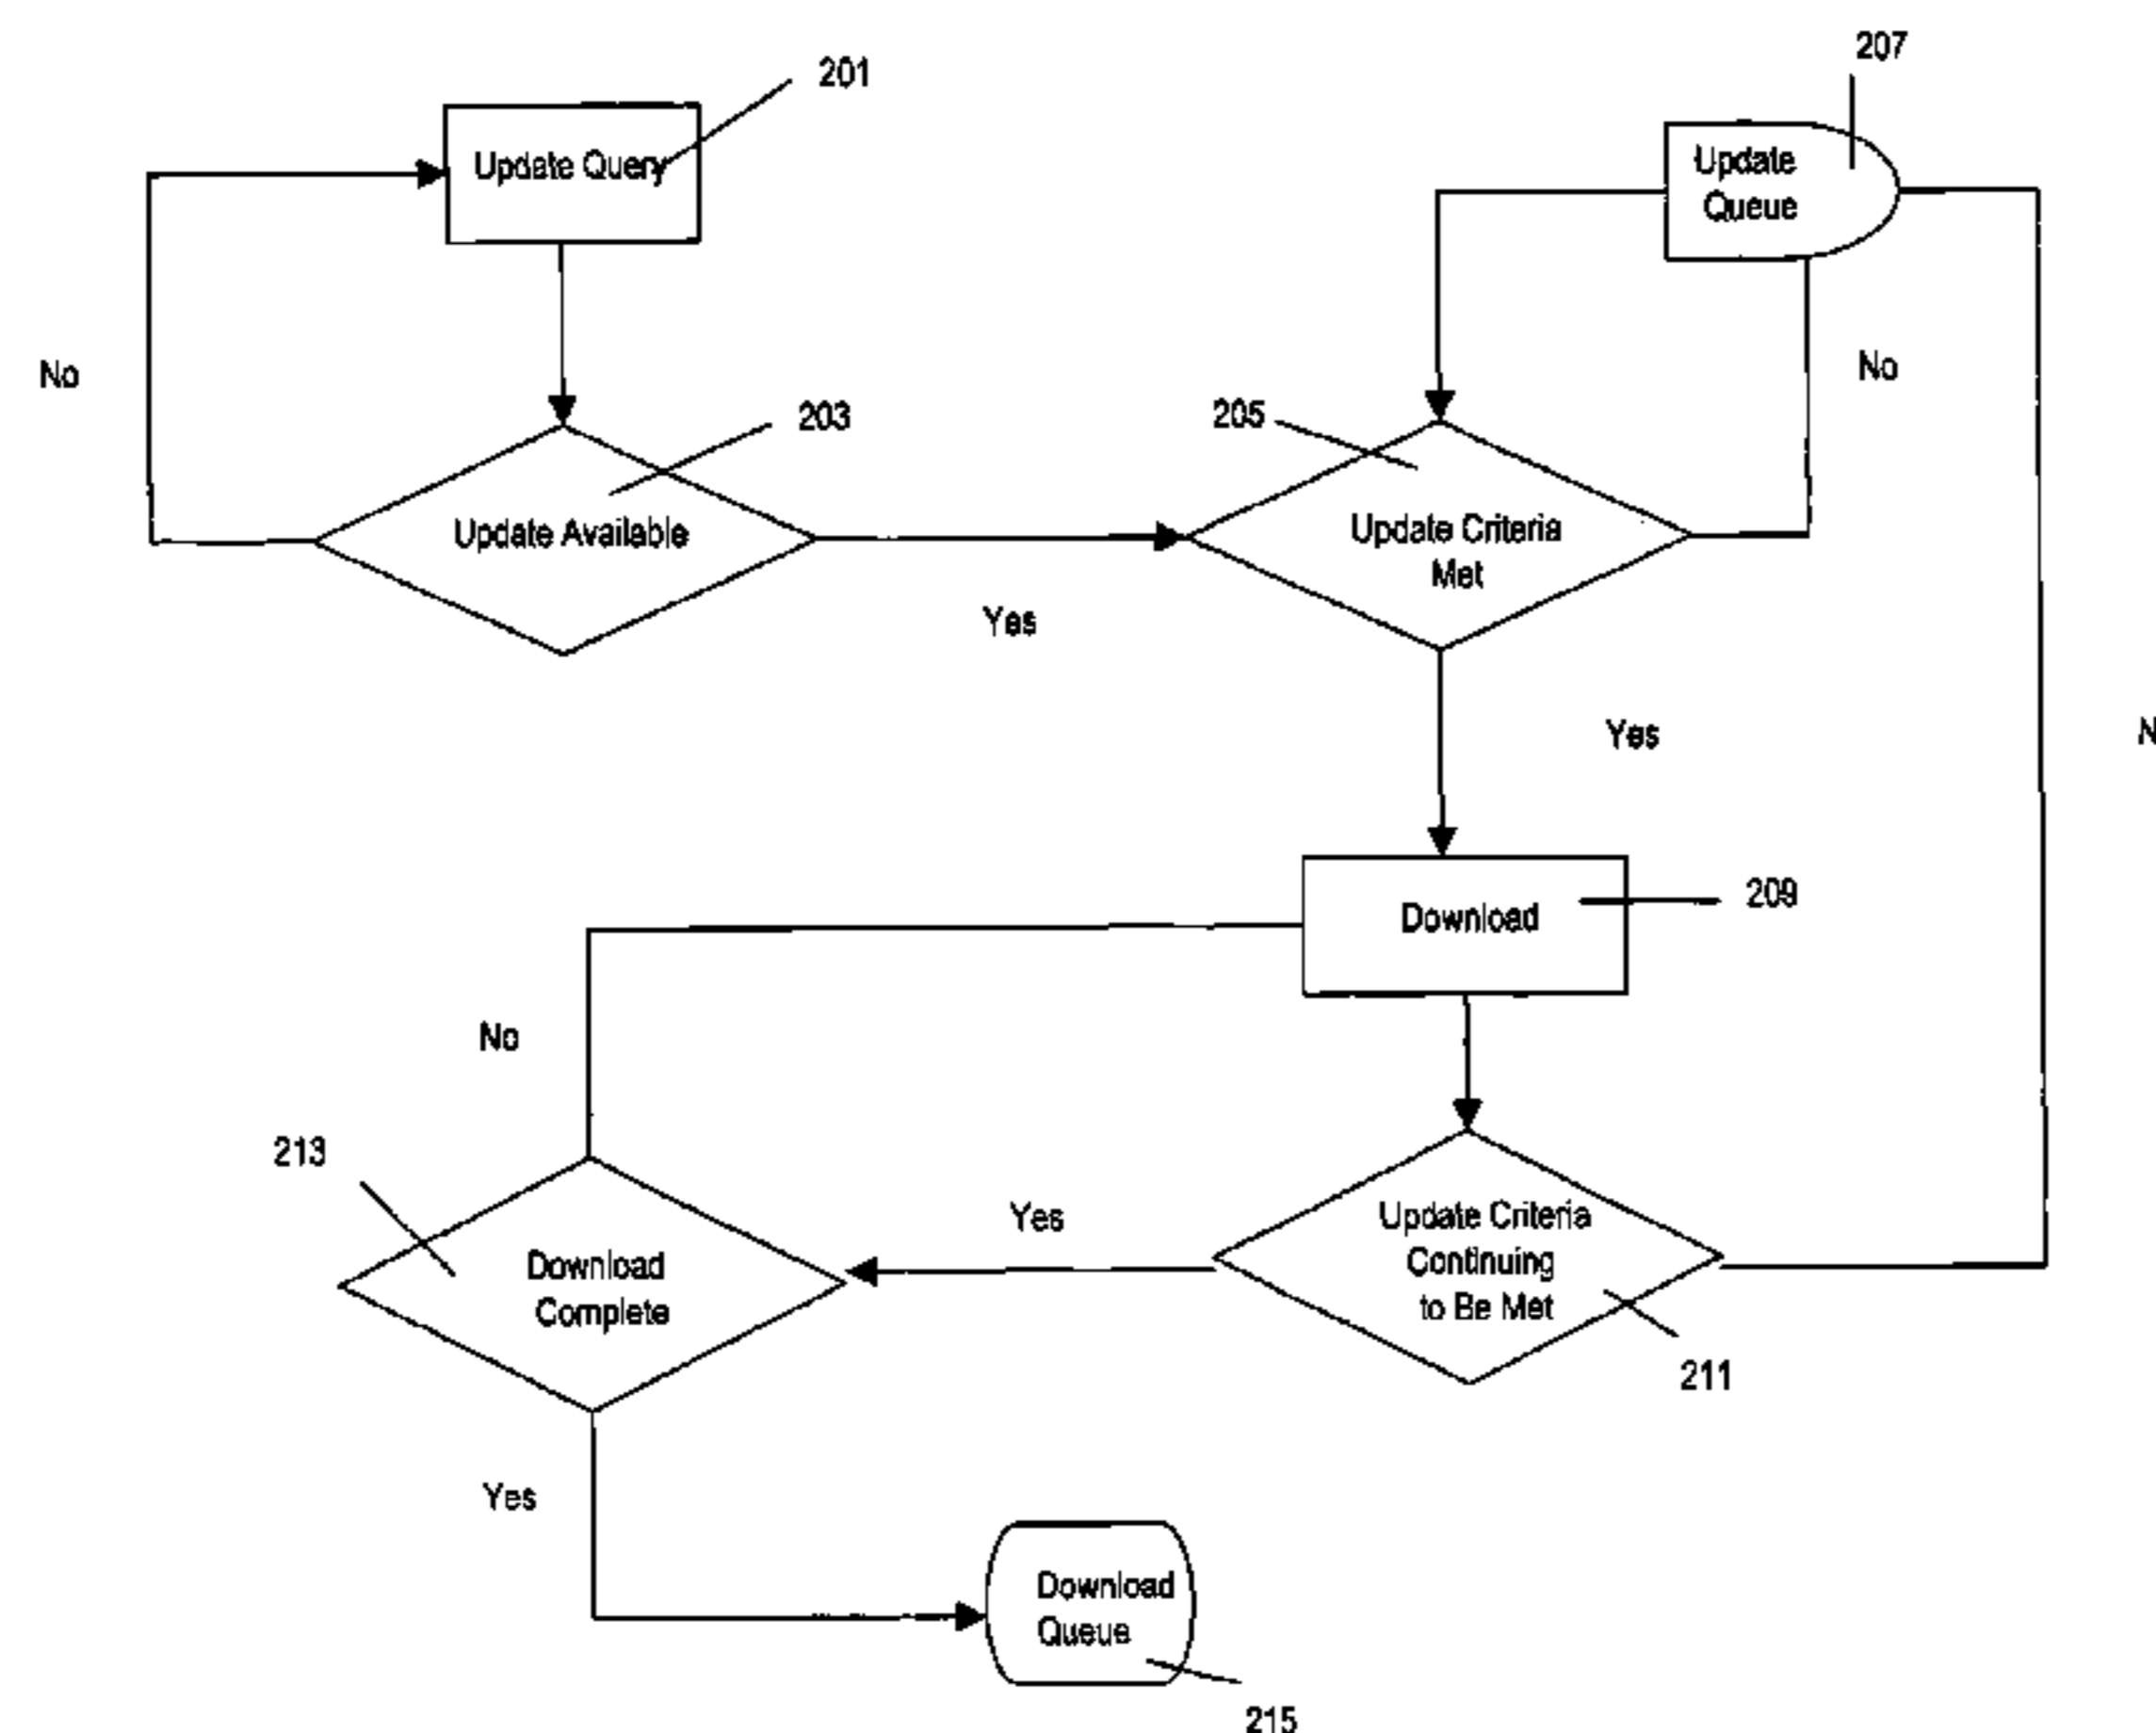 201
Update Query
207
Update
Queue
No
No
203
205
Update Available
Update Criteria
Met
Yes
Yes
N
209
Download
No
213
Yes
Update Criteria
Continuing
to Be Met
Download
Complete
211
Yes
Download
Queue
215